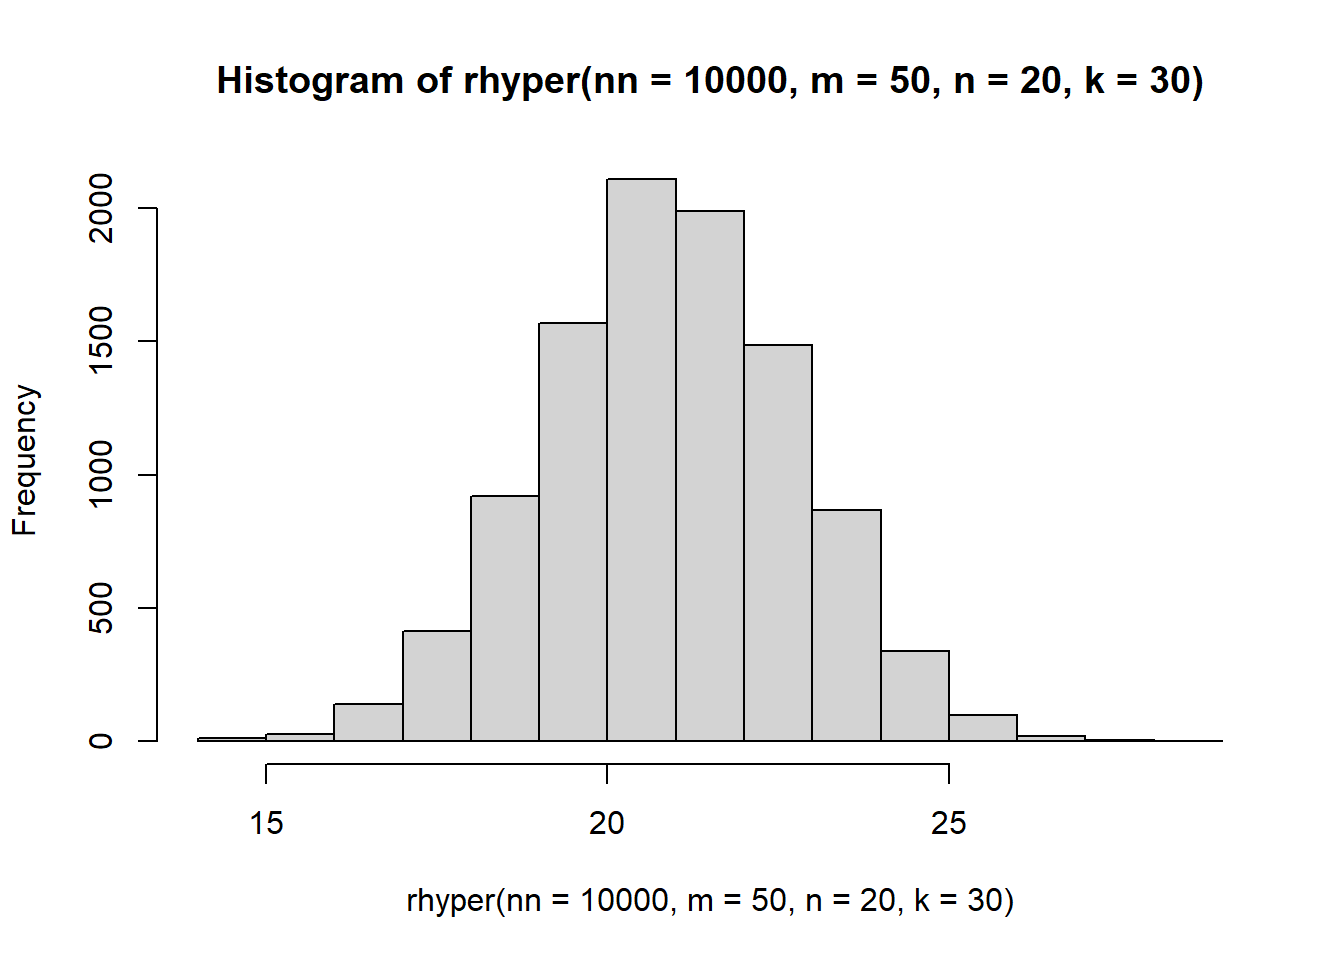 Histogram of rhyper(nn = 10000, m = 50, n = 20, k = 30)
Frequency
2000
1500
1000
500
0
15 20 25
rhyper(nn = 10000, m = 50, n = 20, k = 30)